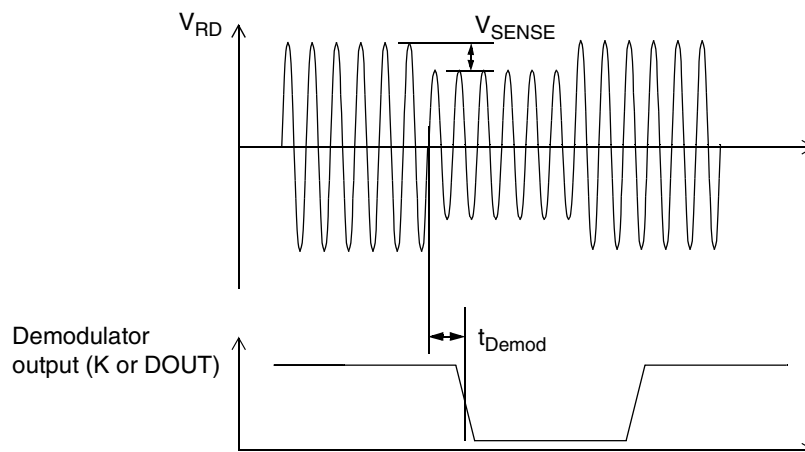 V_RD
V_SENSE
Demodulator
output (K or DOUT)
t_Demod